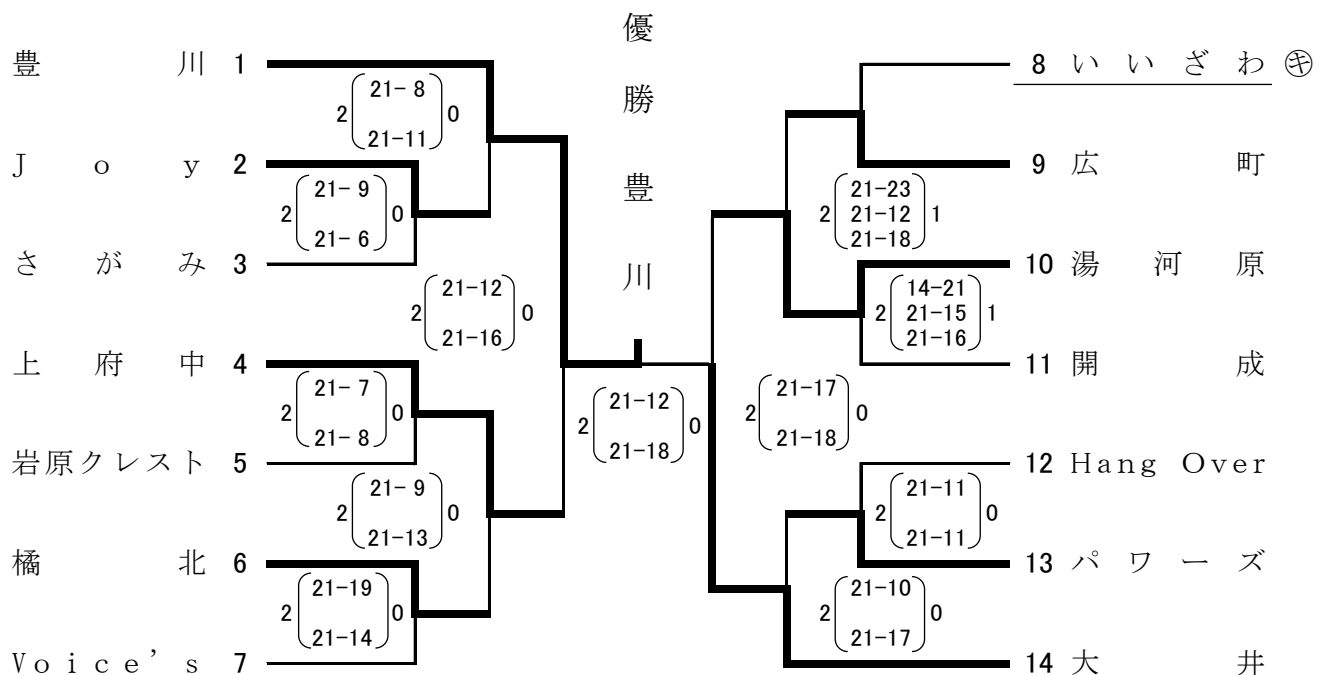 優勝 豊川
豊川 1
2 21- 8 0
21-11
Joy 2
2 21- 9 0
21- 6
さがみ 3
2 21-12 0
21-16
上府中 4
2 21- 7 0
21- 8
岩原クレスト 5
2 21- 9 0
21-13
橘北 6
2 21-19 0
21-14
Voice's 7
2 21-12 0
21-18
8 いいざわ ㋖
9 広町
21-23
2 21-12 1
21-18
10 湯河原
14-21
2 21-15 1
21-16
11 開成
2 21-17 0
21-18
12 Hang Over
2 21-11 0
21-11
13 パワーズ
2 21-10 0
21-17
14 大井